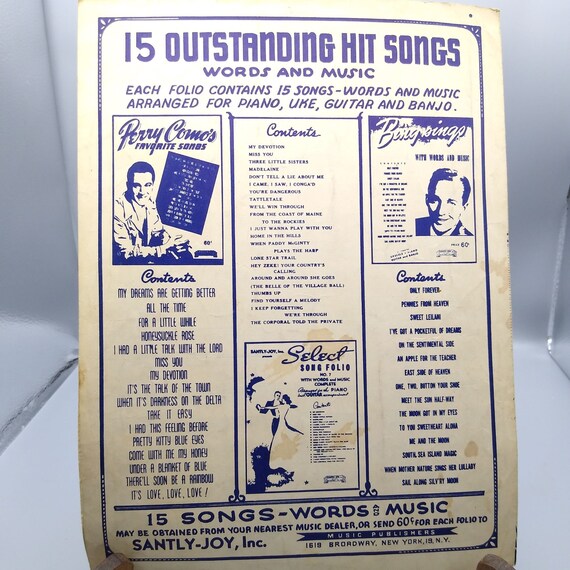 15 OUTSTANDING HIT SONGS
WORDS AND MUSIC
EACH FOLIO CONTAINS 15 SONGS - WORDS AND MUSIC
ARRANGED FOR PIANO, UKE, GUITAR AND BANJO.
Perry Como's
FAVORITE SONGS
60¢
Contents
MY DREAMS ARE GETTING BETTER
ALL THE TIME
FOR A LITTLE WHILE
HONEYSUCKLE ROSE
I HAD A LITTLE TALK WITH THE LORD
MISS YOU
MY DEVOTION
IT'S THE TALK OF THE TOWN
WHEN IT'S DARKNESS ON THE DELTA
TAKE IT EASY
I HAD THIS FEELING BEFORE
PRETTY KITTY BLUE EYES
COME WITH ME MY HONEY
UNDER A BLANKET OF BLUE
THERE'LL SOON BE A RAINBOW
IT'S LOVE, LOVE, LOVE!
Contents
MY DEVOTION
MISS YOU
THREE LITTLE SISTERS
MADELAINE
DON'T TELL A LIE ABOUT ME
I CAME, I SAW, I CONGA'D
YOU'RE DANGEROUS
TATTLETALE
WE'LL WIN THROUGH
FROM THE COAST OF MAINE
TO THE ROCKIES
I JUST WANNA PLAY WITH YOU
HOME IN THE HILLS
WHEN PADDY McGINTY
PLAYS THE HARP
LONE STAR TRAIL
HEY ZEKE! YOUR COUNTRY'S
CALLING
AROUND AND AROUND SHE GOES
(THE BELLE OF THE VILLAGE BALL)
THUMBS UP
FIND YOURSELF A MELODY
I KEEP FORGETTING
WE'RE THROUGH
THE CORPORAL TOLD THE PRIVATE
SANTLY-JOY, Inc.
Select
SONG FOLIO
NO. 7
WITH WORDS and MUSIC
COMPLETE
Contents
Bing sings
WITH WORDS AND MUSIC
CONTENTS
PRICE 60¢
Contents
ONLY FOREVER
PENNIES FROM HEAVEN
SWEET LEILANI
I'VE GOT A POCKETFUL OF DREAMS
ON THE SENTIMENTAL SIDE
AN APPLE FOR THE TEACHER
EAST SIDE OF HEAVEN
ONE, TWO, BUTTON YOUR SHOE
MEET THE SUN HALF-WAY
THE MOON GOT IN MY EYES
TO YOU SWEETHEART ALOHA
ME AND THE MOON
SOUTH SEA ISLAND MAGIC
WHEN MOTHER NATURE SINGS HER LULLABY
SAIL ALONG SILV'RY MOON
15 SONGS-WORDS AND MUSIC
MAY BE OBTAINED FROM YOUR NEAREST MUSIC DEALER, OR SEND 60¢ FOR EACH FOLIO TO
SANTLY-JOY, Inc.
MUSIC PUBLISHERS
1619 BROADWAY, NEW YORK, 19, N.Y.